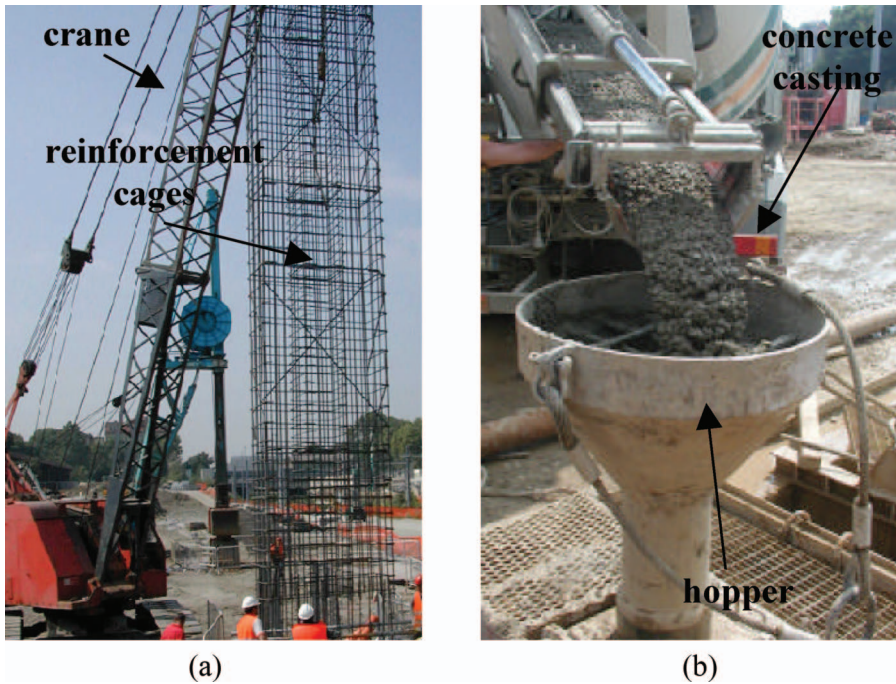 crane
reinforcement
cages
(a)
concrete
casting
hopper
(b)